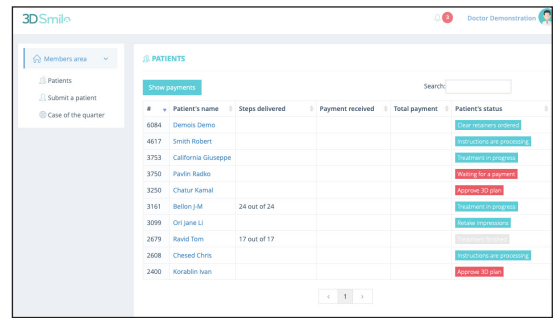 3DSmile
3 Doctor Demonstration
Members area
Patients
Submit a patient
Case of the quarter
PATIENTS
Show payments
Search:
# Patient's name Steps delivered Payment received Total payment Patient's status
6084 Demois Demo Clear retainers ordered
4617 Smith Robert Instructions are processing
3753 California Giuseppe Treatment in progress
3750 Pavlin Radko Waiting for a payment
3250 Chatur Kamal Approve 3D plan
3161 Bellon J-M 24 out of 24 Treatment in progress
3099 Ori Jane Li Retake impressions
2679 Ravid Tom 17 out of 17
2608 Chesed Chris Instructions are processing
2400 Korablin Ivan Approve 3D plan
< 1 >